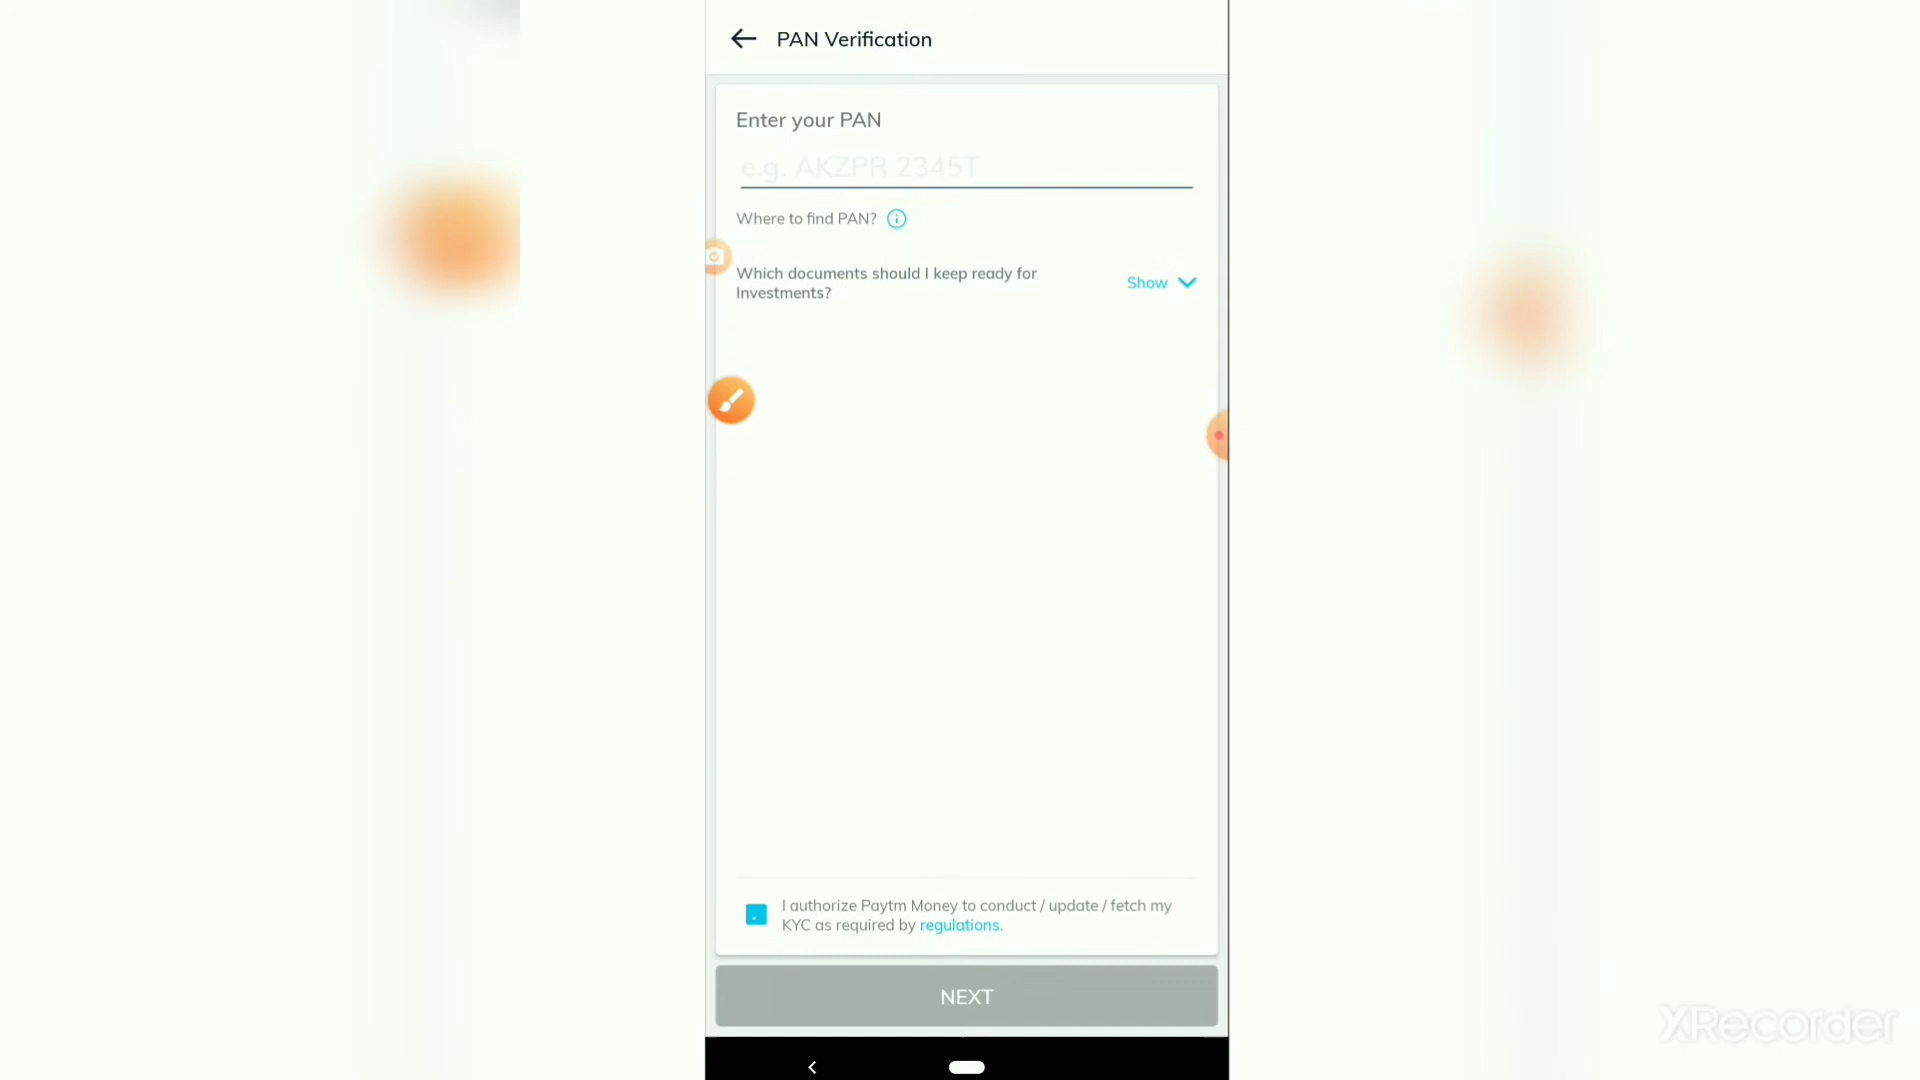 PAN Verification
Enter your PAN
e.g. AKZPR 2345T
Where to find PAN?
Which documents should I keep ready for
Investments?
Show
I authorize Paytm Money to conduct / update / fetch my
KYC as required by regulations.
NEXT
XRecorder